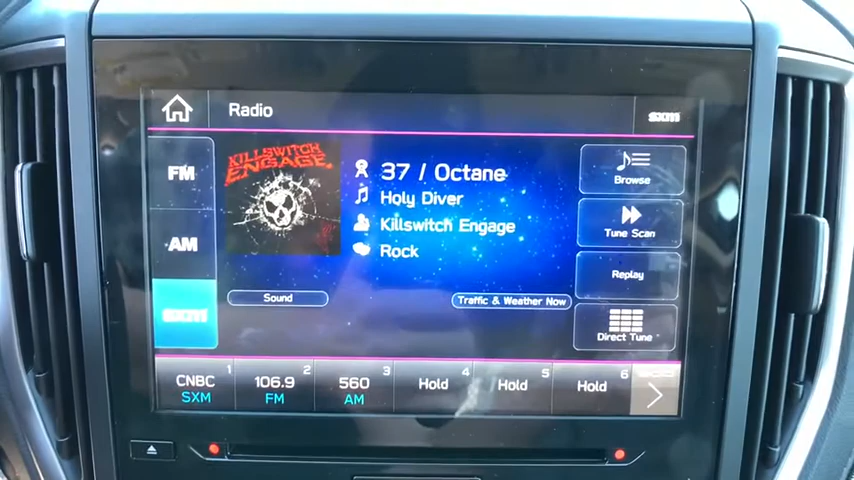 Radio
sxm
FM
AM
sxm
KILLSWITCH
ENGAGE
37 / Octane
Holy Diver
Killswitch Engage
Rock
Sound
Traffic & Weather Now
Browse
Tune Scan
Replay
Direct Tune
1
CNBC
SXM
2
106.9
FM
3
560
AM
4
Hold
5
Hold
6
Hold